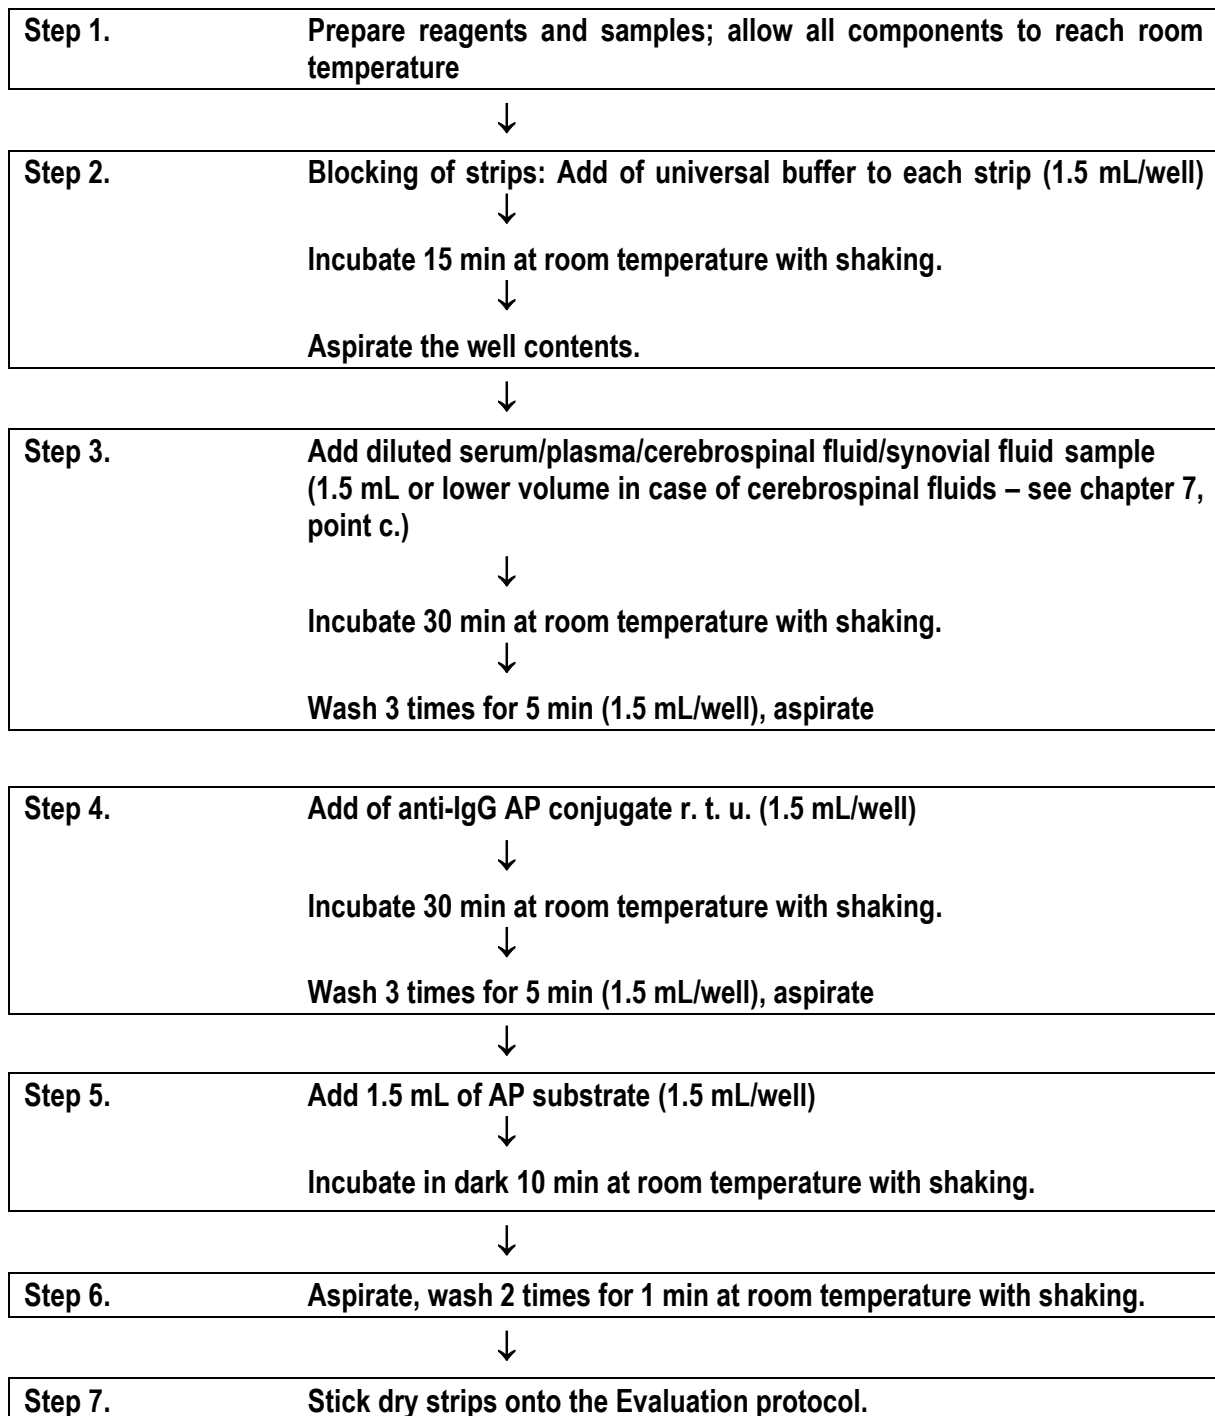 Step 1. Prepare reagents and samples; allow all components to reach room
temperature
↓
Step 2. Blocking of strips: Add of universal buffer to each strip (1.5 mL/well)
↓
Incubate 15 min at room temperature with shaking.
↓
Aspirate the well contents.
↓
Step 3. Add diluted serum/plasma/cerebrospinal fluid/synovial fluid sample
(1.5 mL or lower volume in case of cerebrospinal fluids – see chapter 7,
point c.)
↓
Incubate 30 min at room temperature with shaking.
↓
Wash 3 times for 5 min (1.5 mL/well), aspirate
Step 4. Add of anti-IgG AP conjugate r. t. u. (1.5 mL/well)
↓
Incubate 30 min at room temperature with shaking.
↓
Wash 3 times for 5 min (1.5 mL/well), aspirate
↓
Step 5. Add 1.5 mL of AP substrate (1.5 mL/well)
↓
Incubate in dark 10 min at room temperature with shaking.
↓
Step 6. Aspirate, wash 2 times for 1 min at room temperature with shaking.
↓
Step 7. Stick dry strips onto the Evaluation protocol.